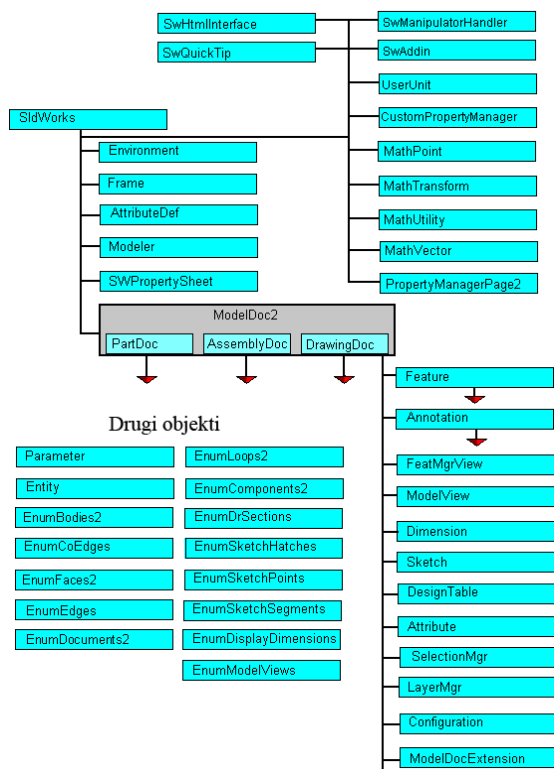 SwHtmlInterface
SwManipulatorHandler
SwQuickTip
SwAddin
UserUnit
CustomPropertyManager
SldWorks
Environment
MathPoint
Frame
MathTransform
AttributeDef
MathUtility
Modeler
MathVector
SWPropertySheet
PropertyManagerPage2
ModelDoc2
PartDoc
AssemblyDoc
DrawingDoc
Feature
Annotation
FeatMgrView
ModelView
Dimension
Sketch
DesignTable
Attribute
SelectionMgr
LayerMgr
Configuration
ModelDocExtension
Drugi objekti
Parameter
Entity
EnumBodies2
EnumCoEdges
EnumFaces2
EnumEdges
EnumDocuments2
EnumLoops2
EnumComponents2
EnumDrSections
EnumSketchHatches
EnumSketchPoints
EnumSketchSegments
EnumDisplayDimensions
EnumModelViews